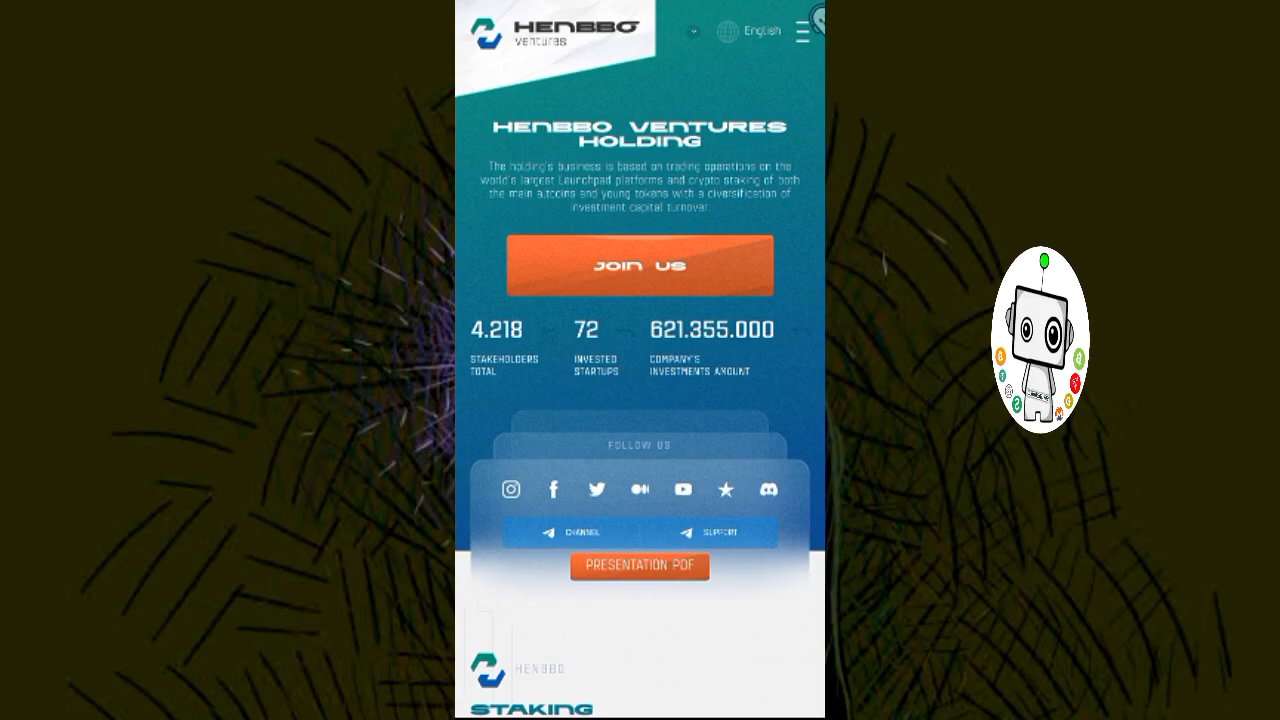 HENBBO
ventures
English
HENBBO VENTURES
HOLDING
The holding's business is based on trading operations on the
world's largest Launchpad platforms and crypto staking of both
the main altcoins and young tokens with a diversification of
investment capital turnover.
JOIN US
4.218
72
621.355.000
STAKEHOLDERS
TOTAL
INVESTED
STARTUPS
COMPANY'S
INVESTMENTS AMOUNT
FOLLOW US
CHANNEL
SUPPORT
PRESENTATION PDF
HENBBO
STAKING